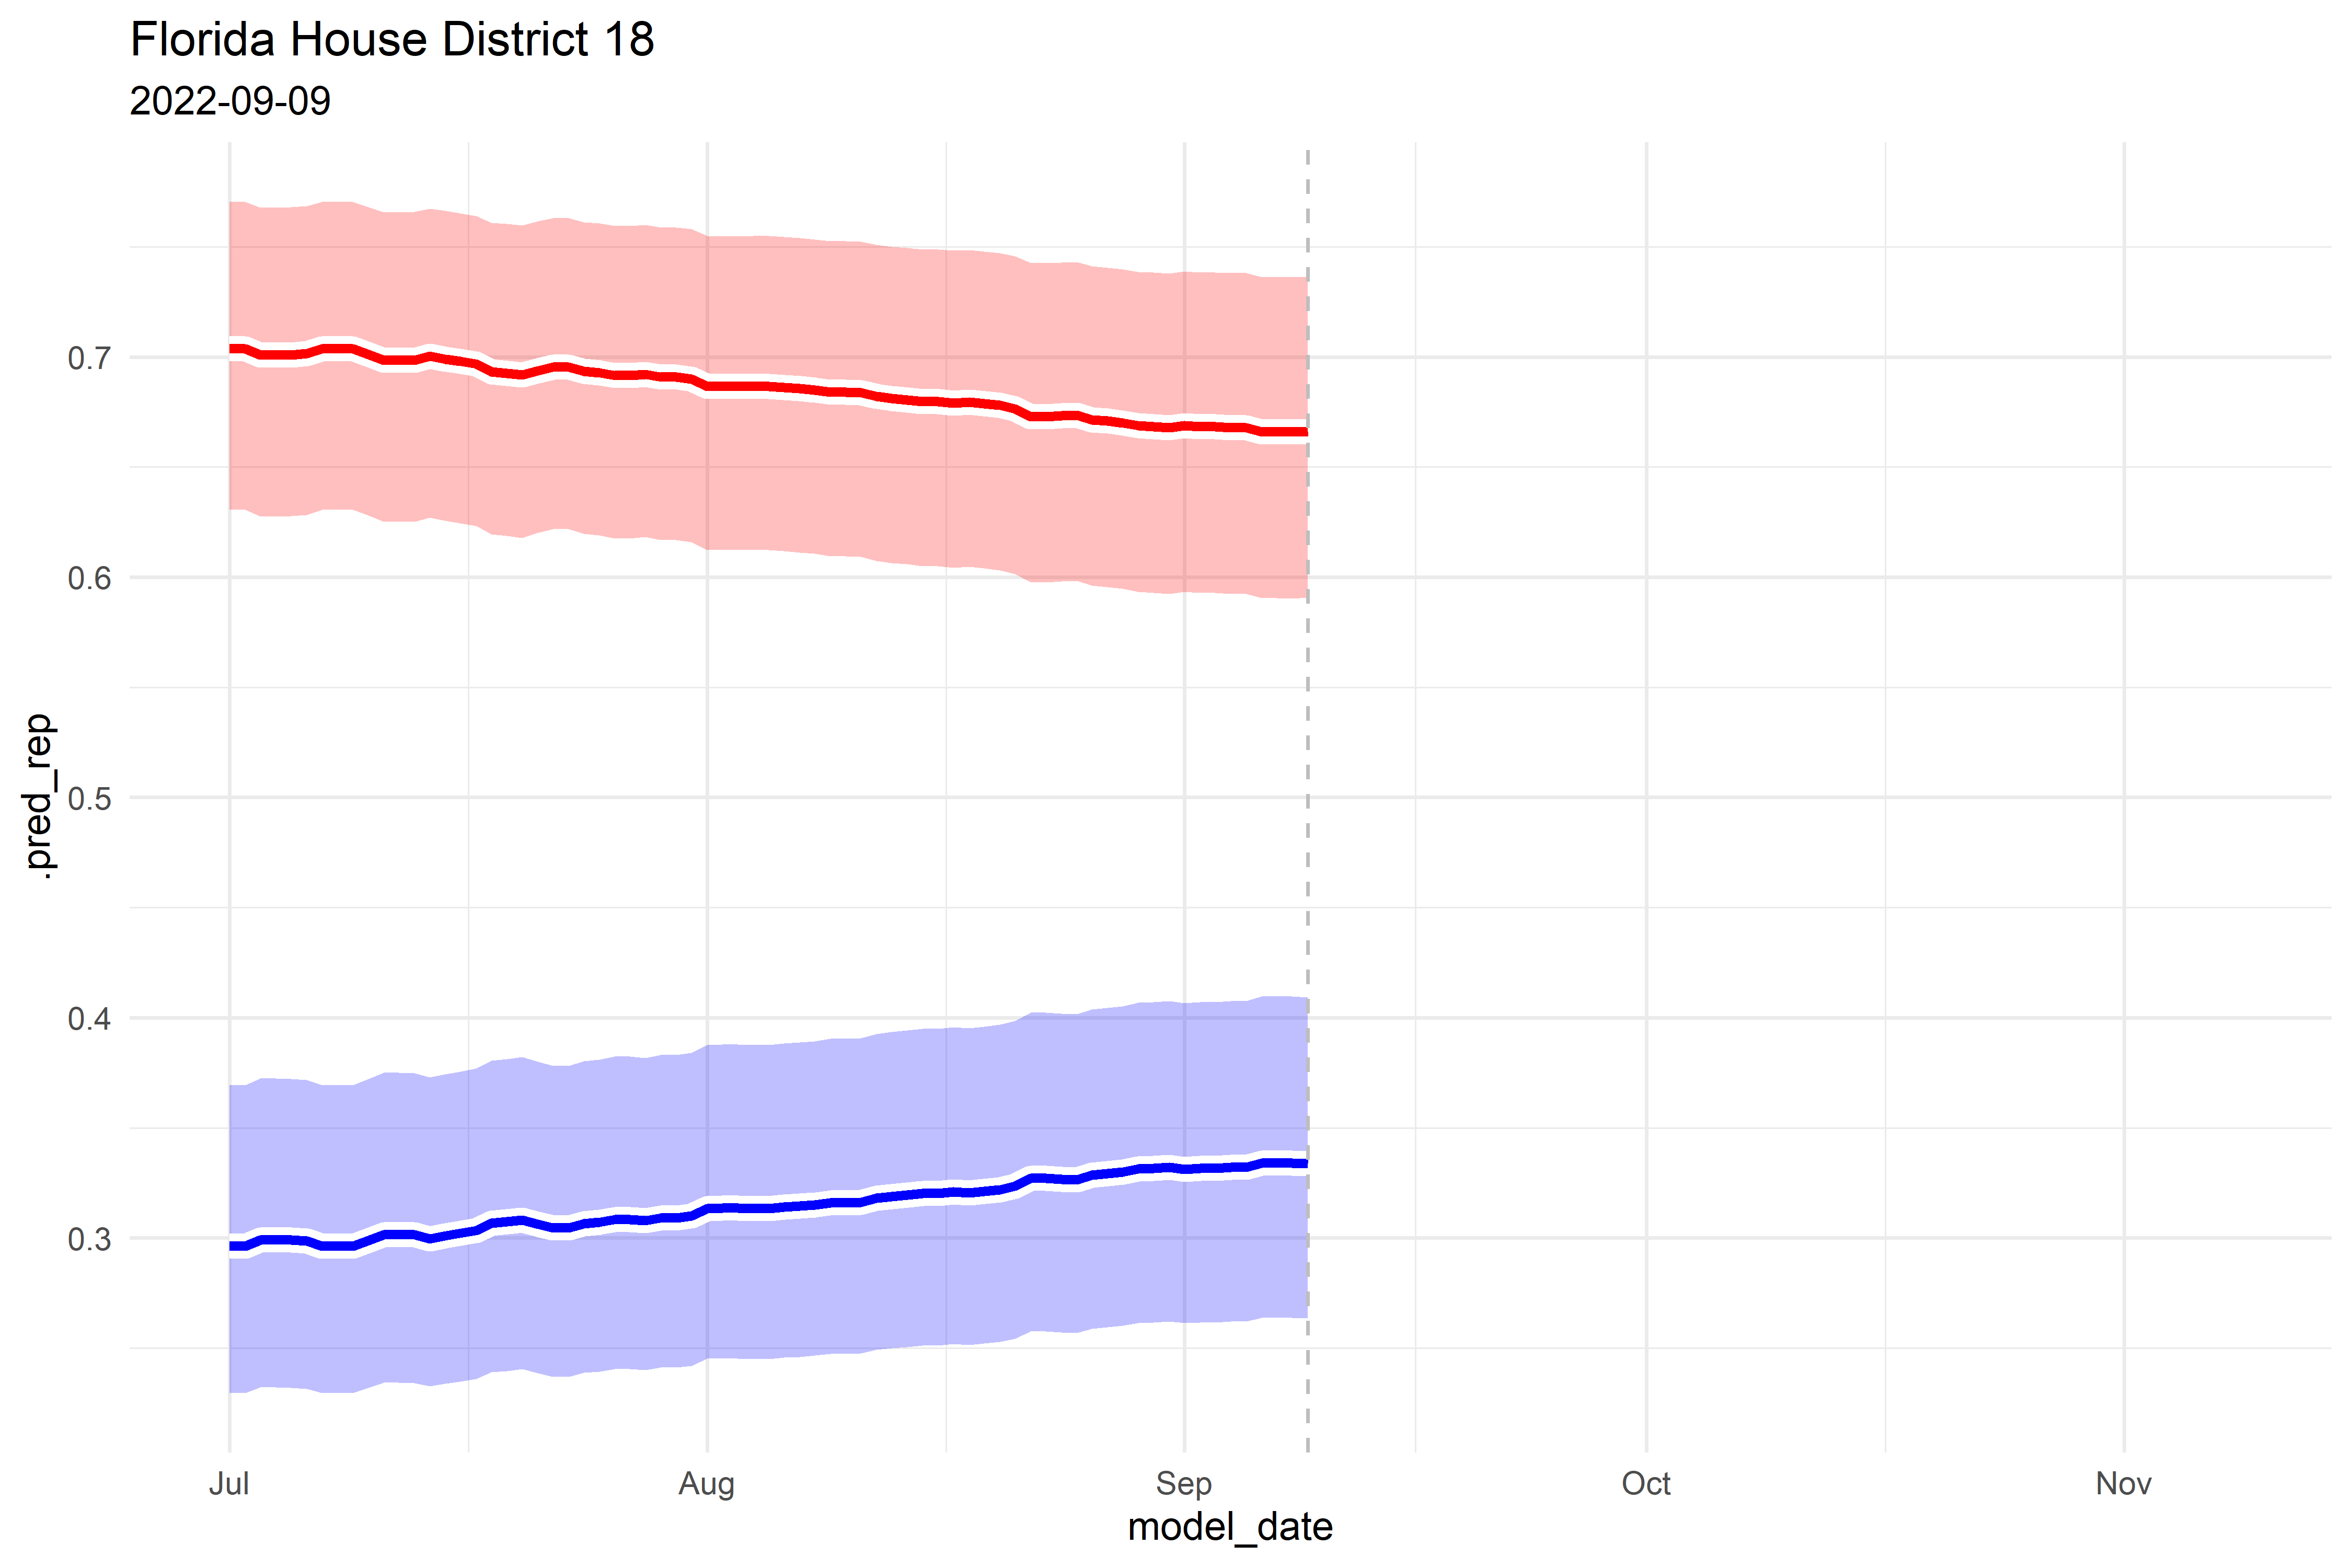 Florida House District 18
2022-09-09
.pred_rep
0.7
0.6
0.5
0.4
0.3
Jul Aug Sep Oct Nov
model_date